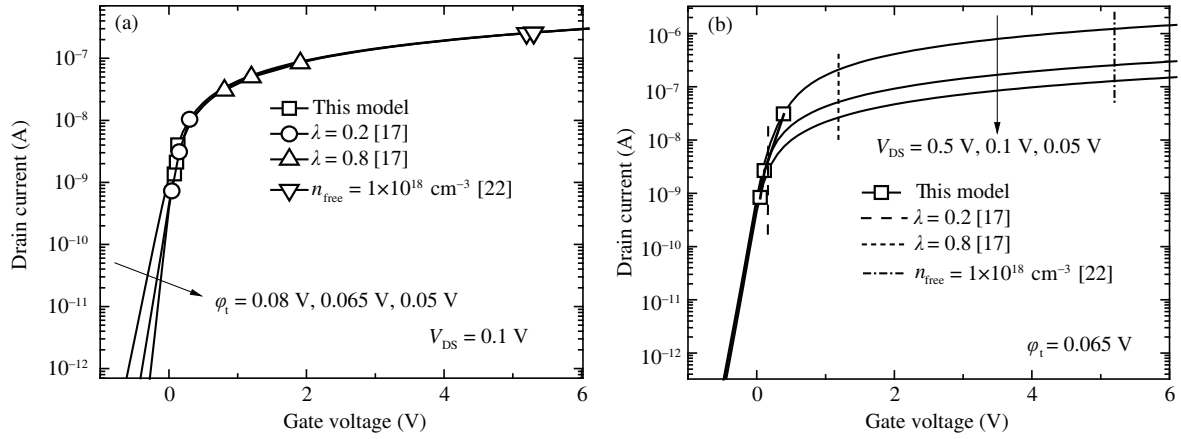 (a)
Drain current (A)
10⁻⁷
10⁻⁸
10⁻⁹
10⁻¹⁰
10⁻¹¹
10⁻¹²
This model
λ = 0.2 [17]
λ = 0.8 [17]
n_free = 1×10¹⁸ cm⁻³ [22]
φ_t = 0.08 V, 0.065 V, 0.05 V
V_DS = 0.1 V
0 2 4 6
Gate voltage (V)
(b)
Drain current (A)
10⁻⁶
10⁻⁷
10⁻⁸
10⁻⁹
10⁻¹⁰
10⁻¹¹
10⁻¹²
V_DS = 0.5 V, 0.1 V, 0.05 V
This model
λ = 0.2 [17]
λ = 0.8 [17]
n_free = 1×10¹⁸ cm⁻³ [22]
φ_t = 0.065 V
0 2 4 6
Gate voltage (V)